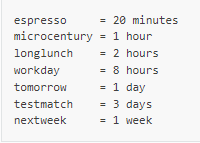 espresso     = 20 minutes
microcentury = 1 hour
longlunch    = 2 hours
workday      = 8 hours
tomorrow     = 1 day
testmatch    = 3 days
nextweek     = 1 week